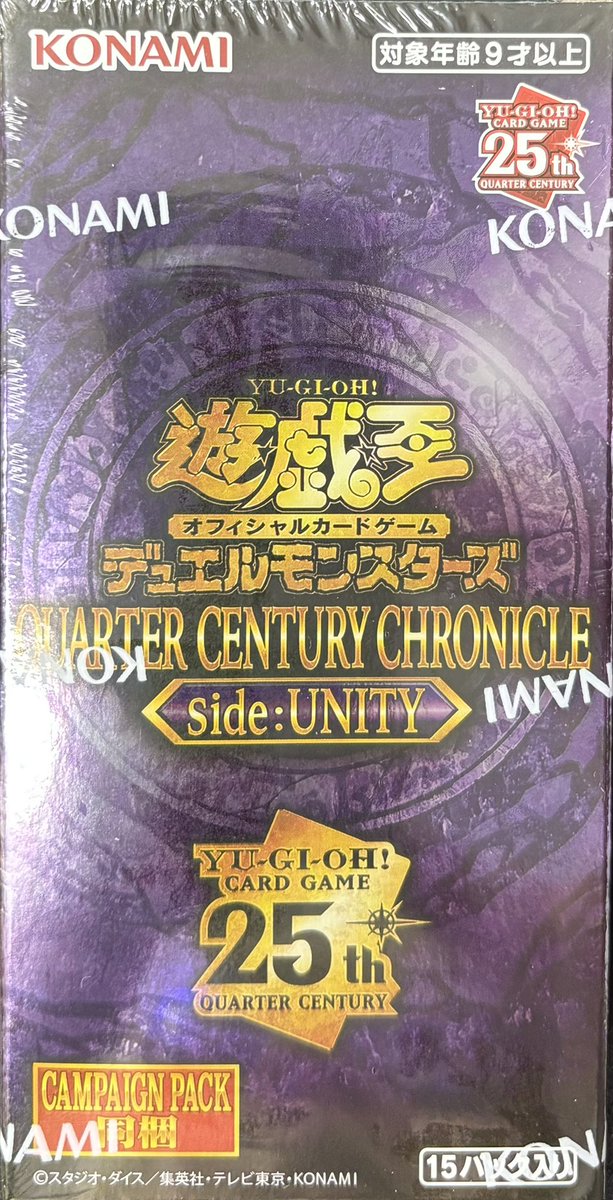 KONAMI
対象年齢9才以上
YU-GI-OH!
CARD GAME
25th
QUARTER CENTURY
KONAMI
KONA
YU-GI-OH!
遊☆戯☆王
オフィシャルカードゲーム
デュエルモンスターズ
QUARTER CENTURY CHRONICLE
KONAMI
side:UNITY
NAMI
YU-GI-OH!
CARD GAME
25th
QUARTER CENTURY
CAMPAIGN PACK
同梱
NAMI
KON
15パック入り
©スタジオ・ダイス/集英社・テレビ東京・KONAMI